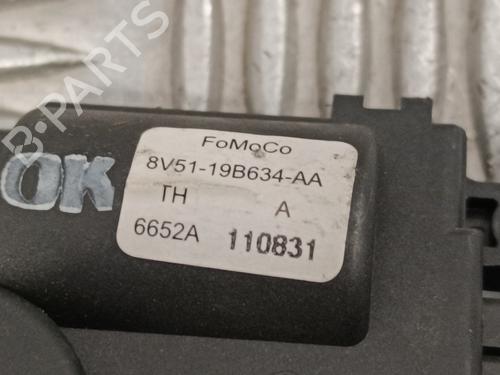 B-PARTS
OK
FoMoCo
8V51-19B634-AA
TH A
6652A 110831